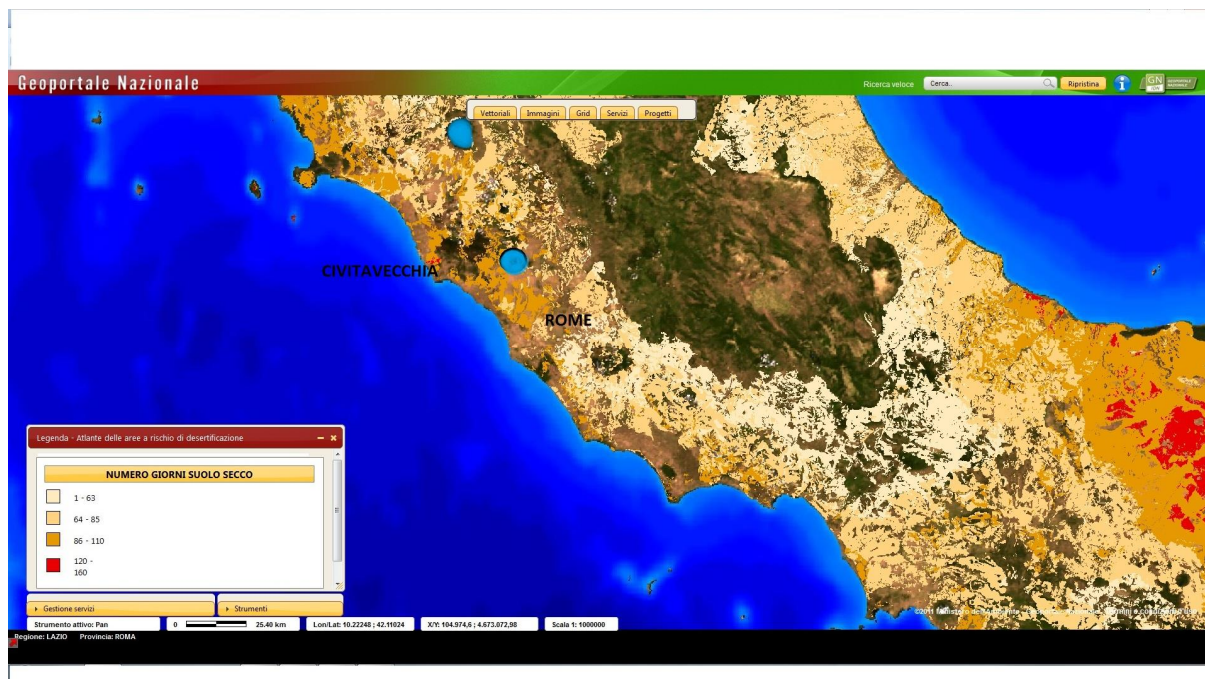 Geoportale Nazionale
Ricerca veloce
Cerca..
Ripristina
GN
GEOPORTALE
NAZIONALE
Vettoriali
Immagini
Grid
Servizi
Progetti
CIVITAVECCHIA
ROME
Legenda - Atlante delle aree a rischio di desertificazione
NUMERO GIORNI SUOLO SECCO
1 - 63
64 - 85
86 - 110
120 -
160
Gestione servizi
Strumenti
Strumento attivo: Pan
0
25.40 km
Lon/Lat: 10.22248 ; 42.11024
X/Y: 104.974,6 ; 4.673.072,98
Scala 1: 1000000
Regione: LAZIO Provincia: ROMA